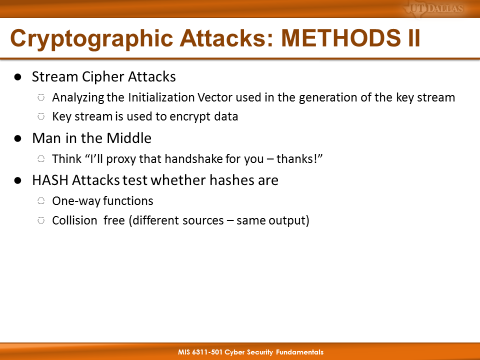 UT DALLAS
Cryptographic Attacks: METHODS II
● Stream Cipher Attacks
Analyzing the Initialization Vector used in the generation of the key stream
Key stream is used to encrypt data
● Man in the Middle
Think “I’ll proxy that handshake for you – thanks!”
● HASH Attacks test whether hashes are
One-way functions
Collision free (different sources – same output)
MIS 6311-501 Cyber Security Fundamentals